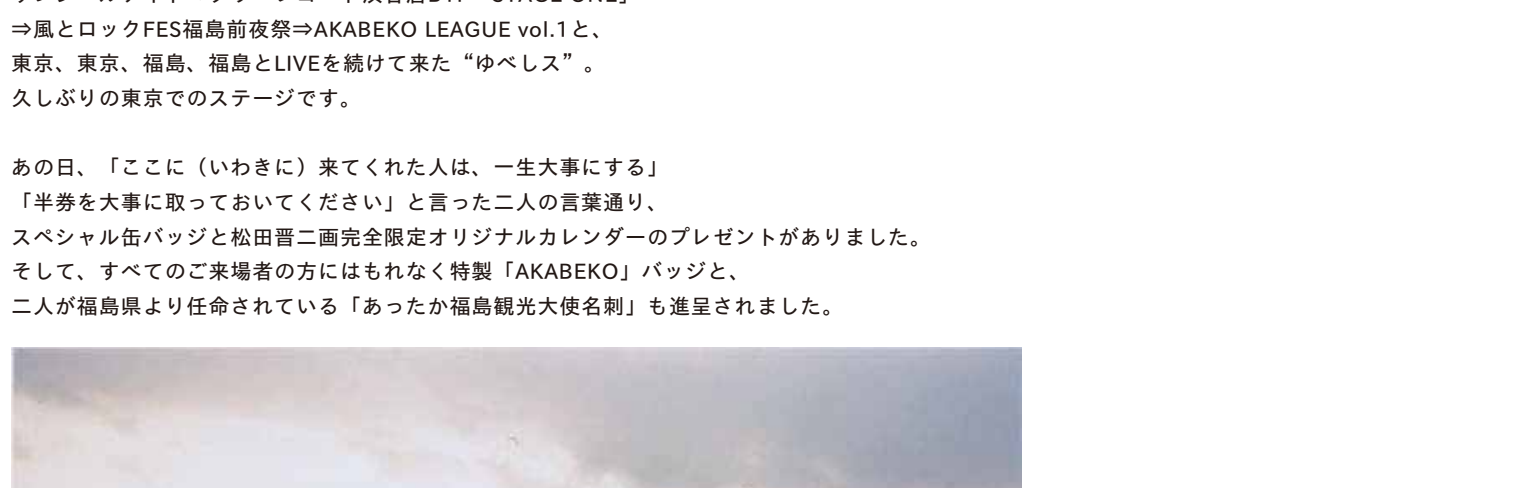 ⇒風とロックFES福島前夜祭⇒AKABEKO LEAGUE vol.1と、
東京、東京、福島、福島とLIVEを続けて来た“ゆべしス”。
久しぶりの東京でのステージです。
あの日、「ここに（いわきに）来てくれた人は、一生大事にする」
「半券を大事に取っておいてください」と言った二人の言葉通り、
スペシャル缶バッジと松田晋二画完全限定オリジナルカレンダーのプレゼントがありました。
そして、すべてのご来場者の方にはもれなく特製「AKABEKO」バッジと、
二人が福島県より任命されている「あったか福島観光大使名刺」も進呈されました。